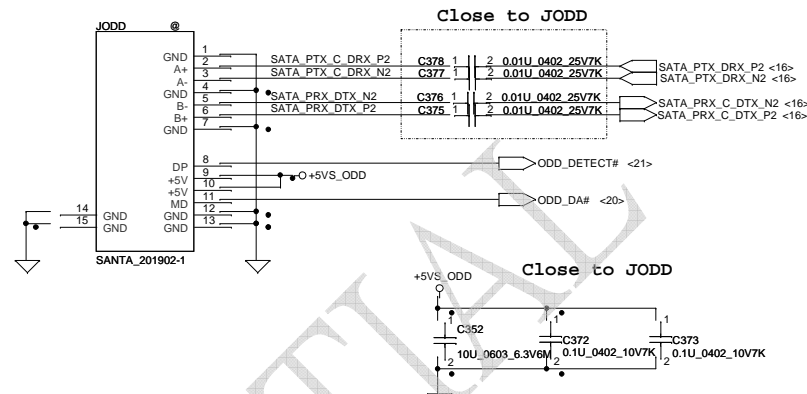 Close to JODD
JODD @
GND 1
A+ 2 SATA_PTX_C_DRX_P2 C378 1 2 0.01U_0402_25V7K SATA_PTX_DRX_P2 <16>
A- 3 SATA_PTX_C_DRX_N2 C377 1 2 0.01U_0402_25V7K SATA_PTX_DRX_N2 <16>
GND 4
B- 5 SATA_PRX_DTX_N2 C376 1 2 0.01U_0402_25V7K SATA_PRX_C_DTX_N2 <16>
B+ 6 SATA_PRX_DTX_P2 C375 1 2 0.01U_0402_25V7K SATA_PRX_C_DTX_P2 <16>
GND 7
DP 8 ODD_DETECT# <21>
+5V 9 +5VS_ODD
+5V 10
MD 11 ODD_DA# <20>
14 GND GND 12
15 GND GND 13
SANTA_201902-1
Close to JODD
+5VS_ODD
1 1 1
C352 C372 C373
10U_0603_6.3V6M 0.1U_0402_10V7K 0.1U_0402_10V7K
2 2 2